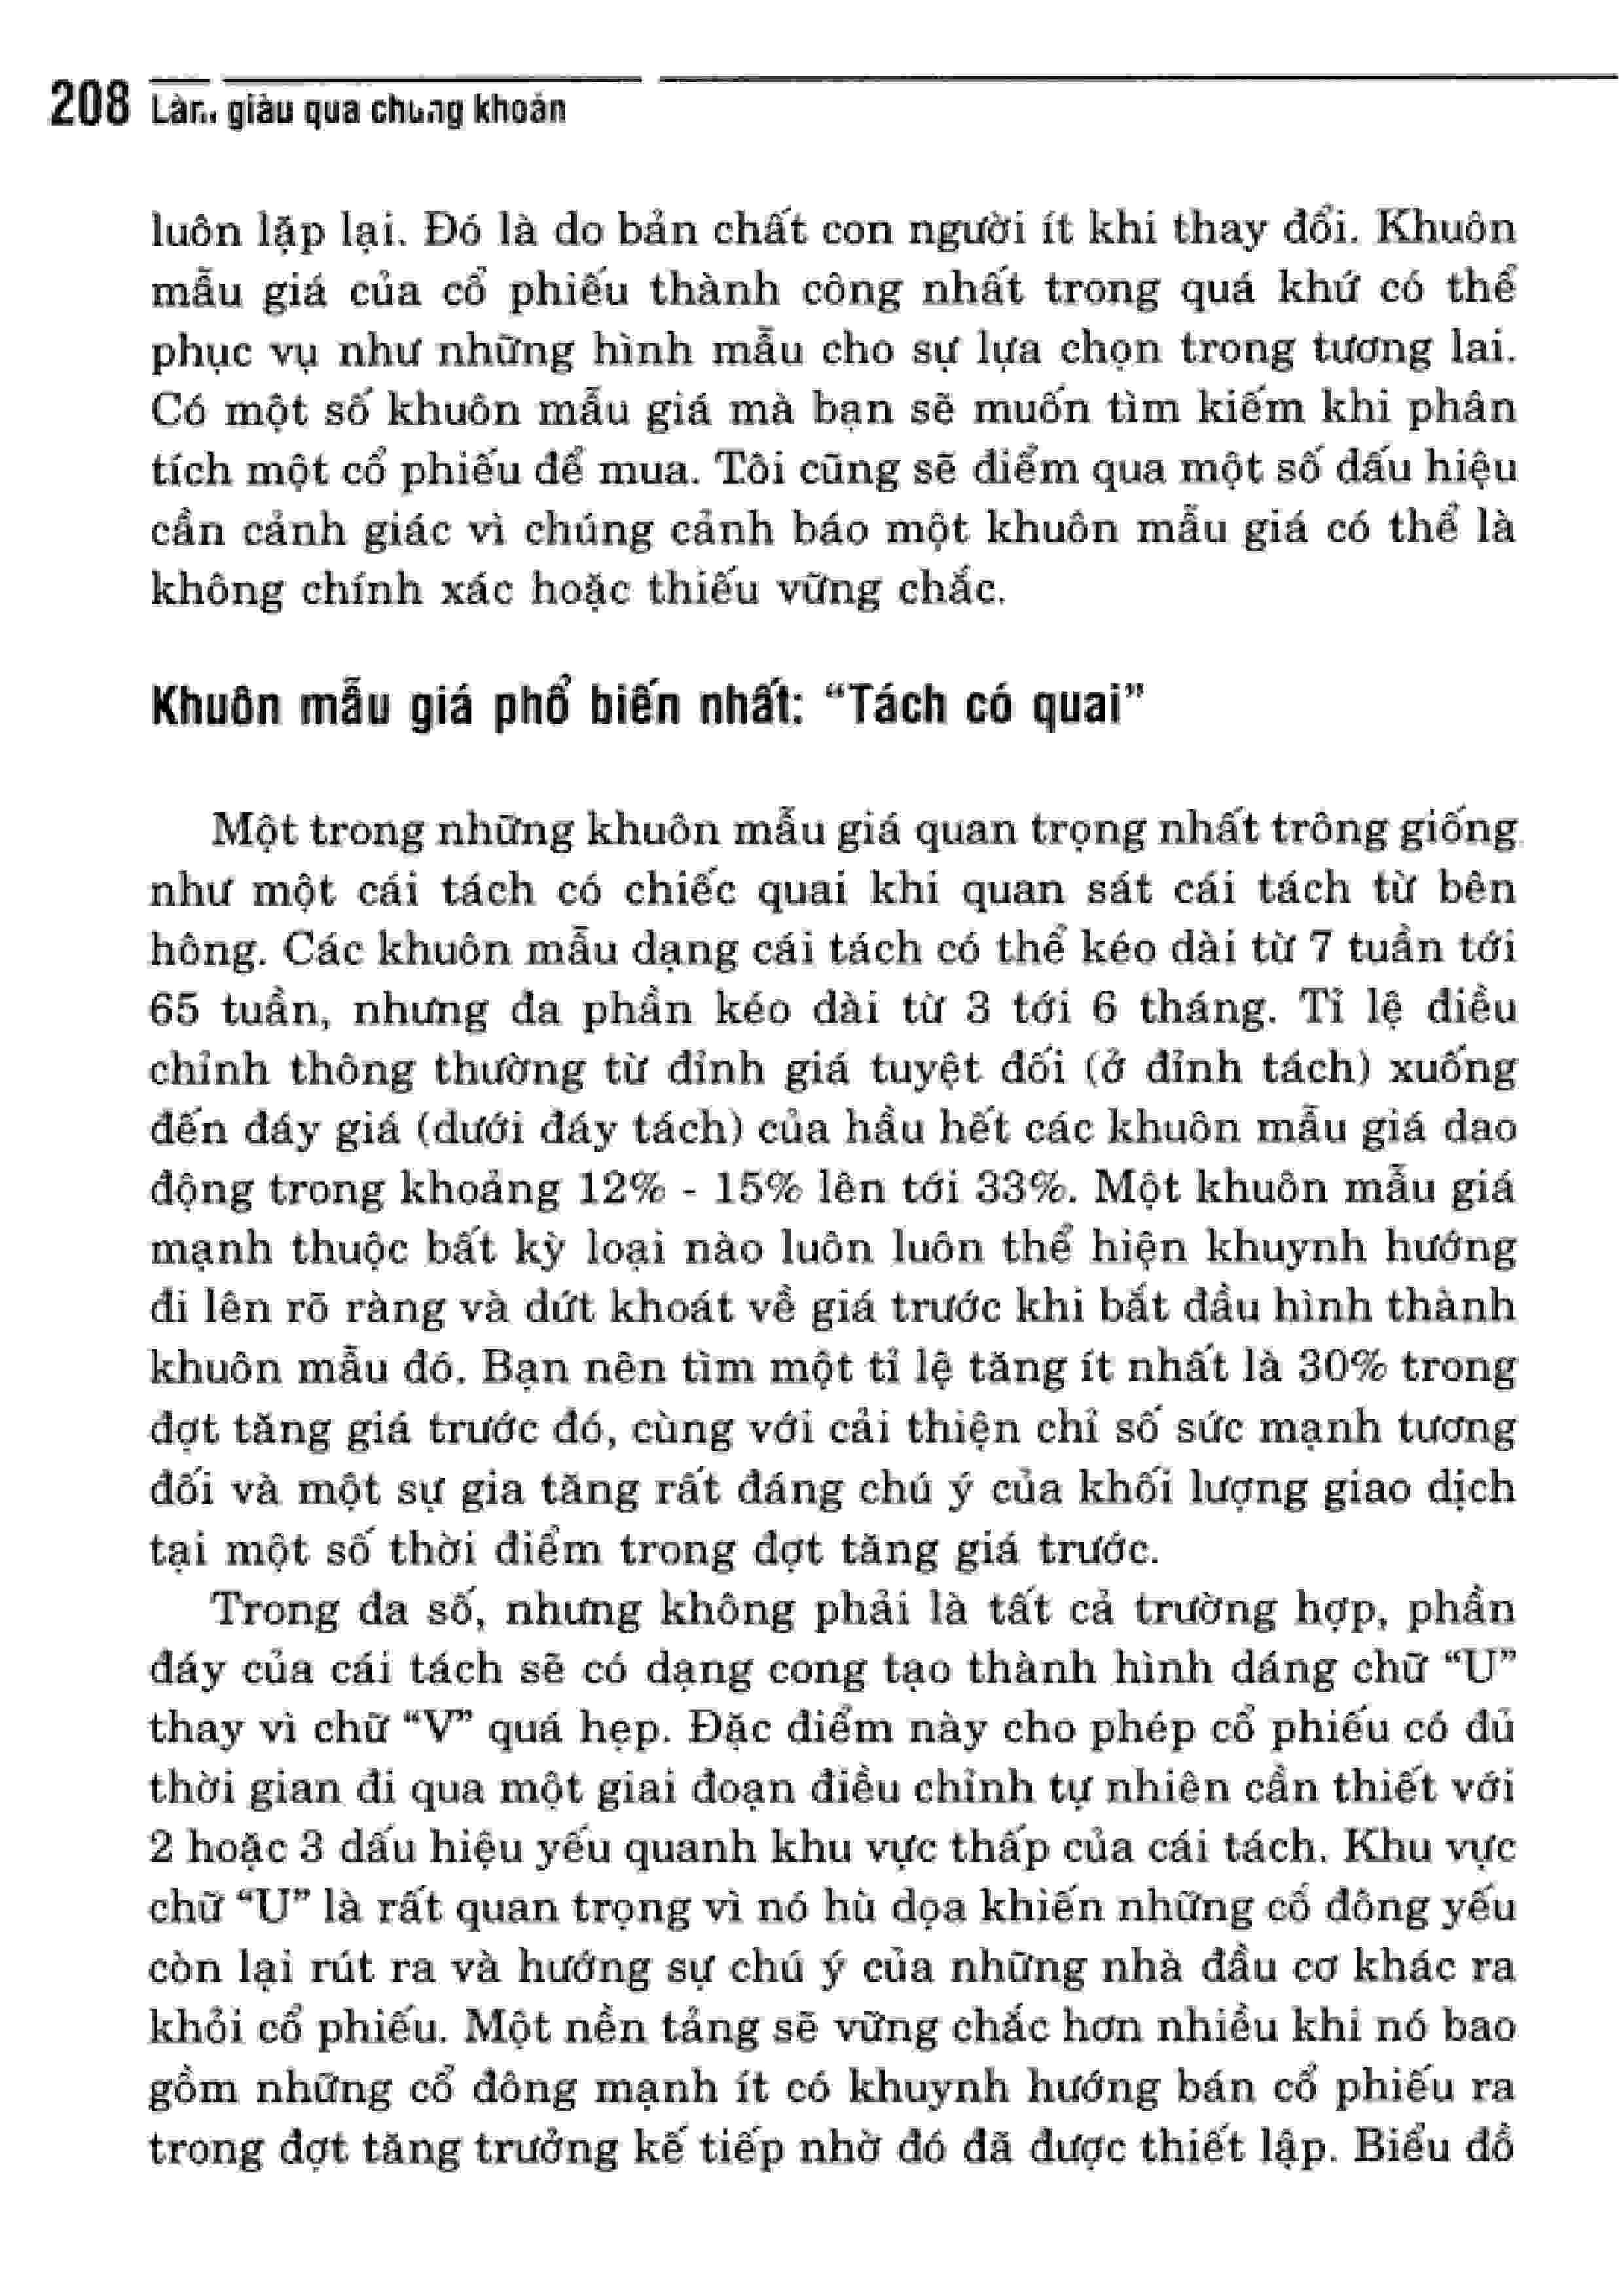 208 Làm giàu qua chứng khoán
luôn lặp lại. Đó là do bản chất con người ít khi thay đổi. Khuôn
mẫu giá của cổ phiếu thành công nhất trong quá khứ có thể
phục vụ như những hình mẫu cho sự lựa chọn trong tương lai.
Có một số khuôn mẫu giá mà bạn sẽ muốn tìm kiếm khi phân
tích một cổ phiếu để mua. Tôi cũng sẽ điểm qua một số dấu hiệu
cần cảnh giác vì chúng cảnh báo một khuôn mẫu giá có thể là
không chính xác hoặc thiếu vững chắc.
Khuôn mẫu giá phổ biến nhất: “Tách có quai”
Một trong những khuôn mẫu giá quan trọng nhất trông giống
như một cái tách có chiếc quai khi quan sát cái tách từ bên
hông. Các khuôn mẫu dạng cái tách có thể kéo dài từ 7 tuần tới
65 tuần, nhưng đa phần kéo dài từ 3 tới 6 tháng. Tỉ lệ điều
chỉnh thông thường từ đỉnh giá tuyệt đối (ở đỉnh tách) xuống
đến đáy giá (dưới đáy tách) của hầu hết các khuôn mẫu giá dao
động trong khoảng 12% - 15% lên tới 33%. Một khuôn mẫu giá
mạnh thuộc bất kỳ loại nào luôn luôn thể hiện khuynh hướng
đi lên rõ ràng và dứt khoát về giá trước khi bắt đầu hình thành
khuôn mẫu đó. Bạn nên tìm một tỉ lệ tăng ít nhất là 30% trong
đợt tăng giá trước đó, cùng với cải thiện chỉ số sức mạnh tương
đối và một sự gia tăng rất đáng chú ý của khối lượng giao dịch
tại một số thời điểm trong đợt tăng giá trước.
Trong đa số, nhưng không phải là tất cả trường hợp, phần
đáy của cái tách sẽ có dạng cong tạo thành hình dáng chữ “U”
thay vì chữ “V” quá hẹp. Đặc điểm này cho phép cổ phiếu có đủ
thời gian đi qua một giai đoạn điều chỉnh tự nhiên cần thiết với
2 hoặc 3 dấu hiệu yếu quanh khu vực thấp của cái tách. Khu vực
chữ “U” là rất quan trọng vì nó hù dọa khiến những cổ đông yếu
còn lại rút ra và hướng sự chú ý của những nhà đầu cơ khác ra
khỏi cổ phiếu. Một nền tảng sẽ vững chắc hơn nhiều khi nó bao
gồm những cổ đông mạnh ít có khuynh hướng bán cổ phiếu ra
trong đợt tăng trưởng kế tiếp nhờ đó đã được thiết lập. Biểu đồ